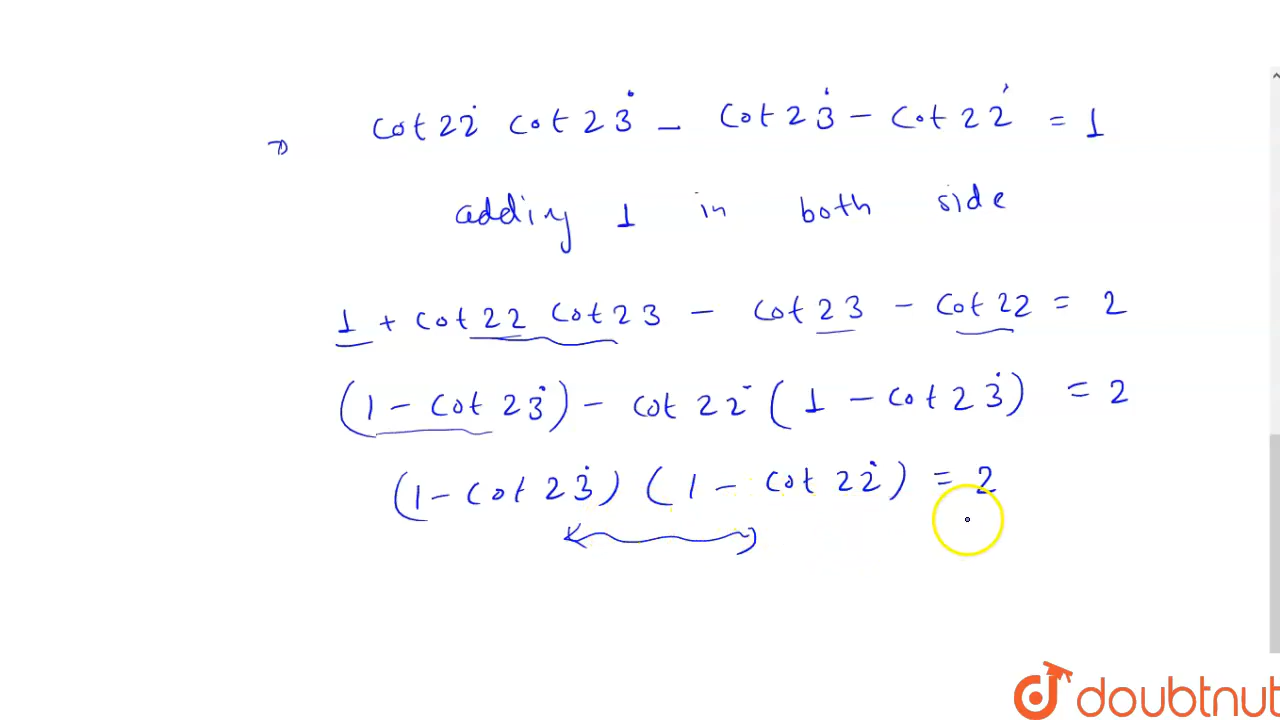 ⇒ cot 22° cot 23° - cot 23° - cot 22° = 1
adding 1 in both side
1 + cot 22 cot 23 - cot 23 - cot 22 = 2
(1 - cot 23°) - cot 22° (1 - cot 23°) = 2
(1 - cot 23°) (1 - cot 22°) = 2
doubtnut